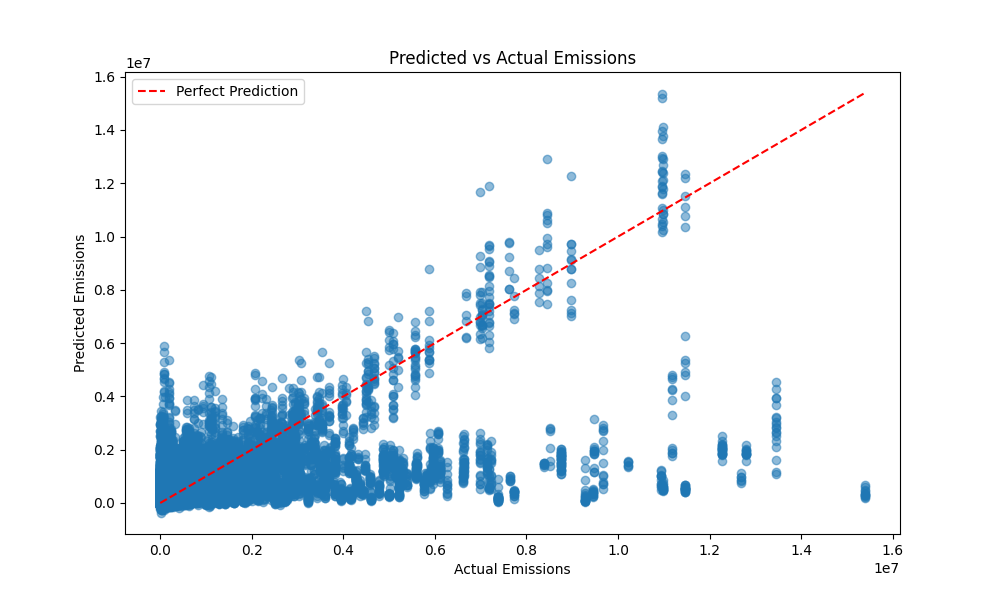 Predicted vs Actual Emissions
1e7
Perfect Prediction
1.6
1.4
1.2
1.0
0.8
0.6
0.4
0.2
0.0
Predicted Emissions
0.0 0.2 0.4 0.6 0.8 1.0 1.2 1.4 1.6
Actual Emissions
1e7